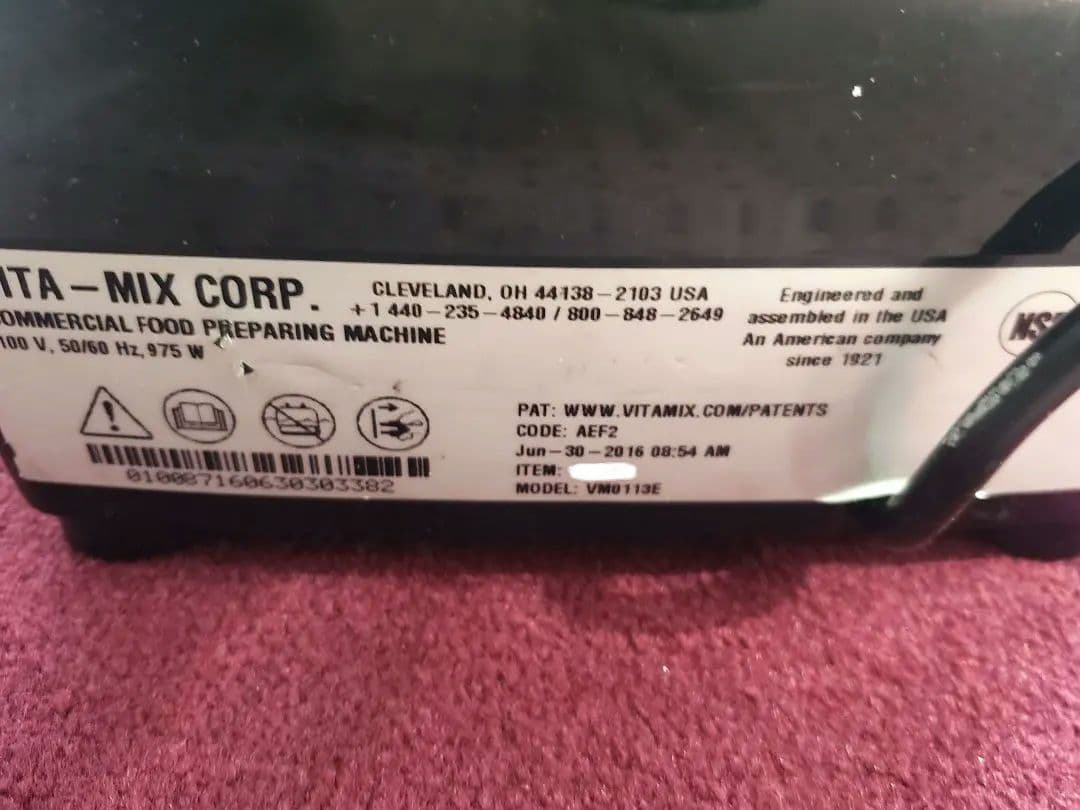 ITA-MIX CORP.
OMMERCIAL FOOD PREPARING MACHINE
100 V, 50/60 Hz, 975 W
CLEVELAND, OH 44138-2103 USA
+1 440-235-4840 / 800-848-2649
Engineered and
assembled in the USA
An American company
since 1921
NSF
PAT: WWW.VITAMIX.COM/PATENTS
CODE: AEF2
Jun-30-2016 08:54 AM
ITEM:
MODEL: VM0113E
010087160630303382